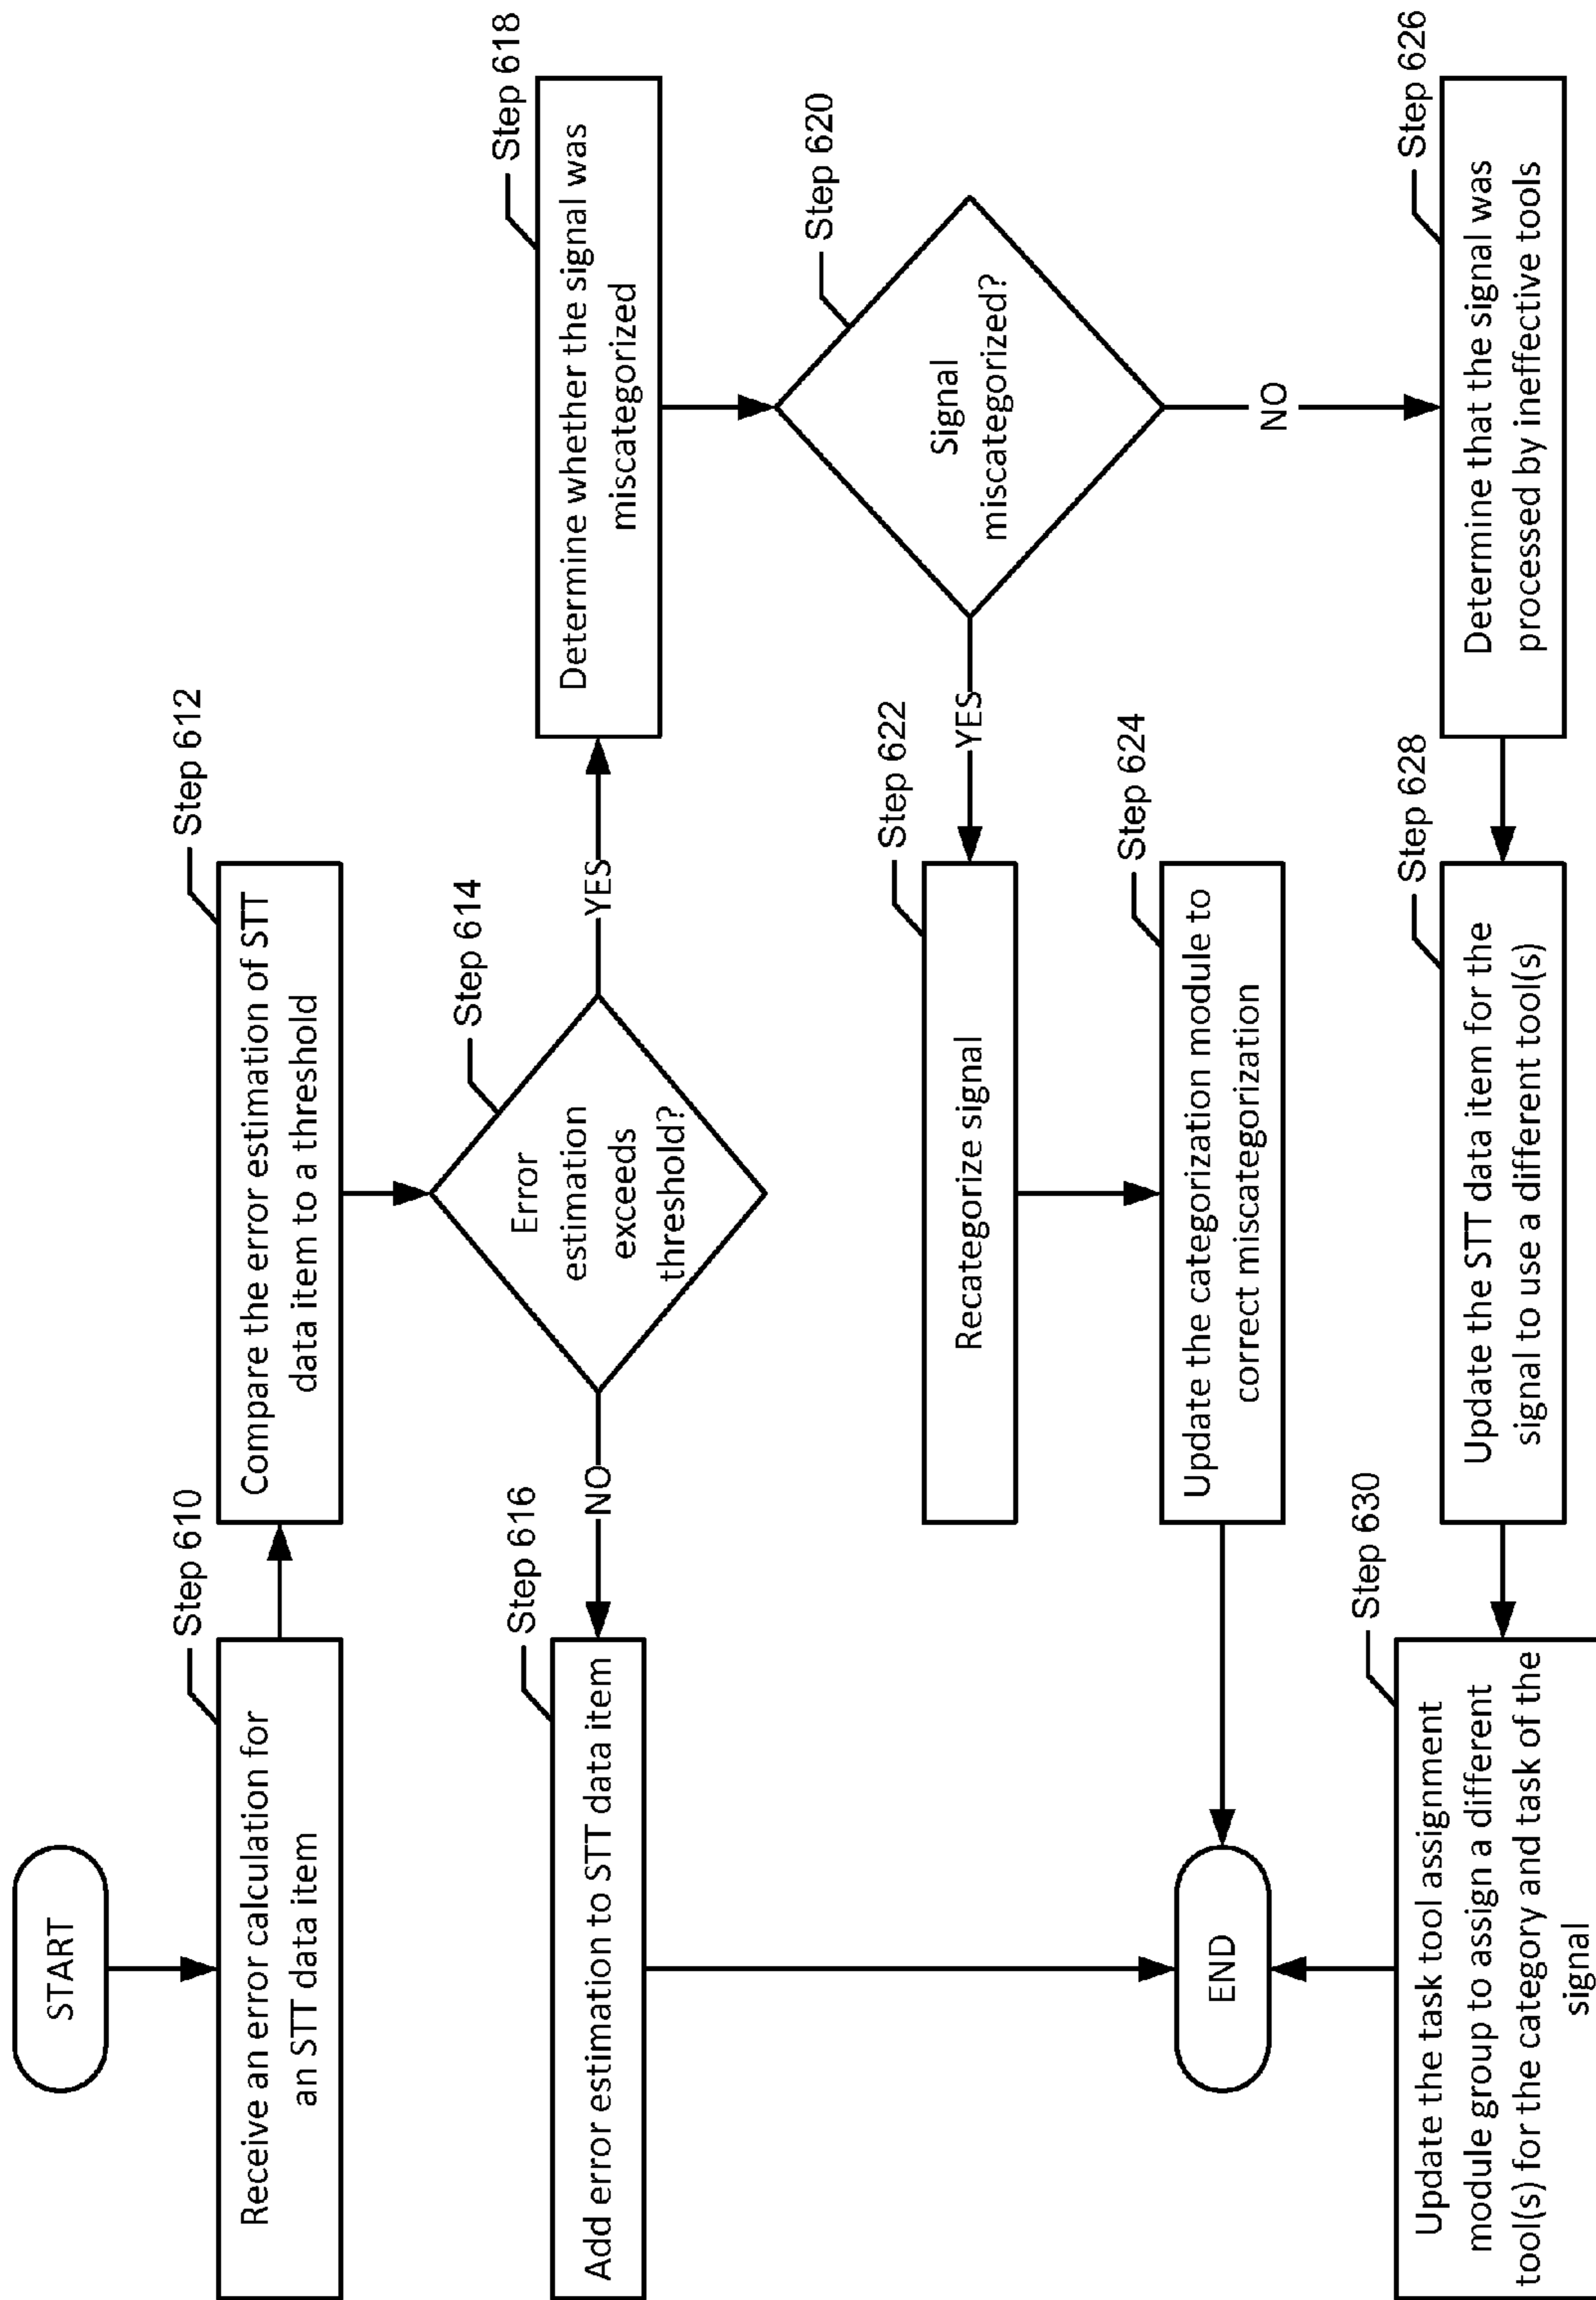 START
Step 610
Receive an error calculation for
an STT data item
Step 612
Compare the error estimation of STT
data item to a threshold
Step 614
Error
estimation
exceeds
threshold?
NO
YES
Step 616
Add error estimation to STT data item
Step 618
Determine whether the signal was
miscategorized
Step 620
Signal
miscategorized?
YES
NO
Step 622
Recategorize signal
Step 624
Update the categorization module to
correct miscategorization
Step 626
Determine that the signal was
processed by ineffective tools
Step 628
Update the STT data item for the
signal to use a different tool(s)
Step 630
Update the task tool assignment
module group to assign a different
tool(s) for the category and task of the
signal
END